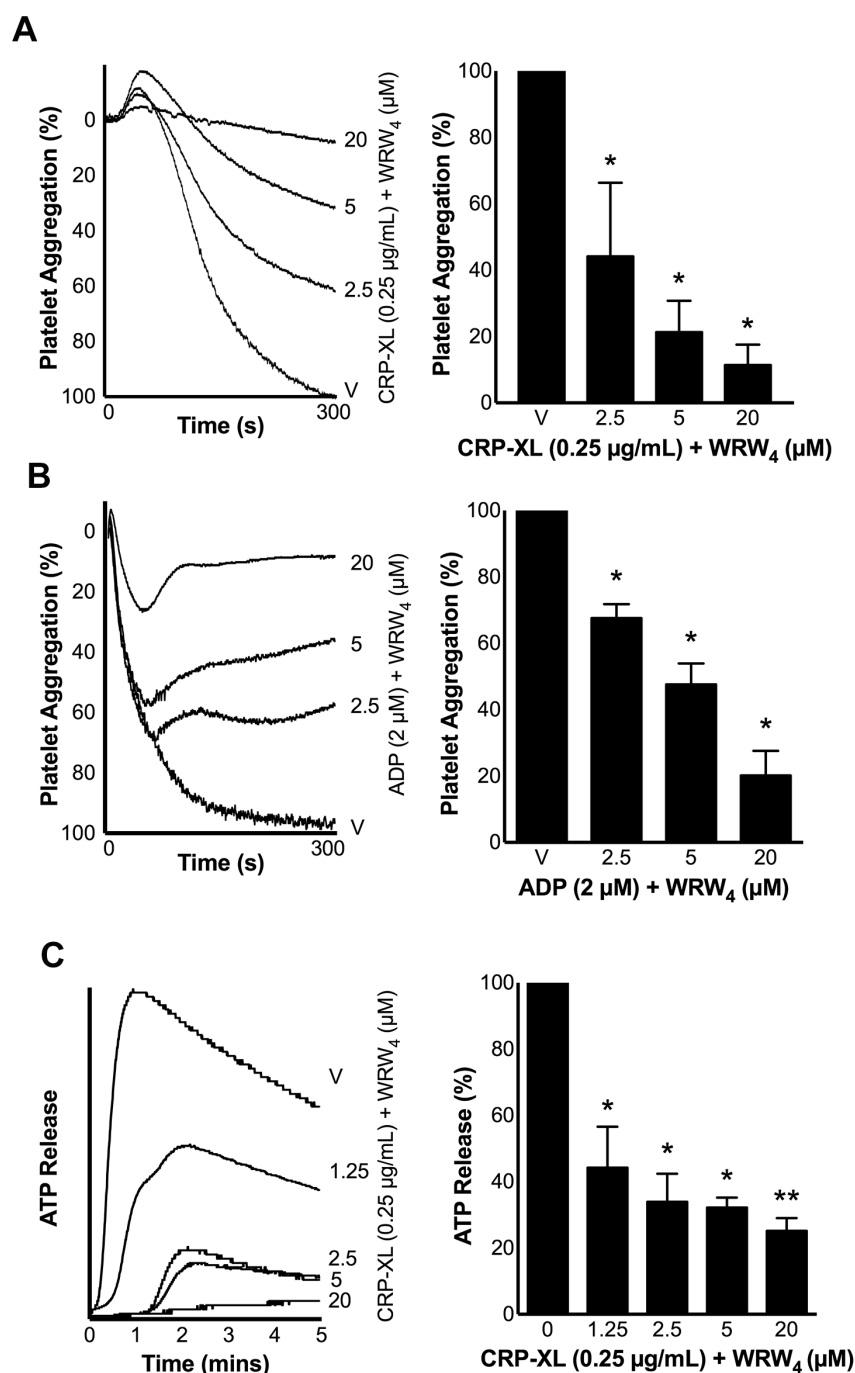 A
Platelet Aggregation (%)
0
20
40
60
80
100
0
300
Time (s)
20
5
2.5
V
CRP-XL (0.25 µg/mL) + WRW4 (µM)
Platelet Aggregation (%)
100
80
60
40
20
0
*
*
*
V 2.5 5 20
CRP-XL (0.25 µg/mL) + WRW4 (µM)
B
Platelet Aggregation (%)
0
20
40
60
80
100
0
300
Time (s)
20
5
2.5
V
ADP (2 µM) + WRW4 (µM)
Platelet Aggregation (%)
100
80
60
40
20
0
*
*
*
V 2.5 5 20
ADP (2 µM) + WRW4 (µM)
C
ATP Release
0 1 2 3 4 5
Time (mins)
V
1.25
2.5
5
20
CRP-XL (0.25 µg/mL) + WRW4 (µM)
ATP Release (%)
100
80
60
40
20
0
*
*
*
**
0 1.25 2.5 5 20
CRP-XL (0.25 µg/mL) + WRW4 (µM)